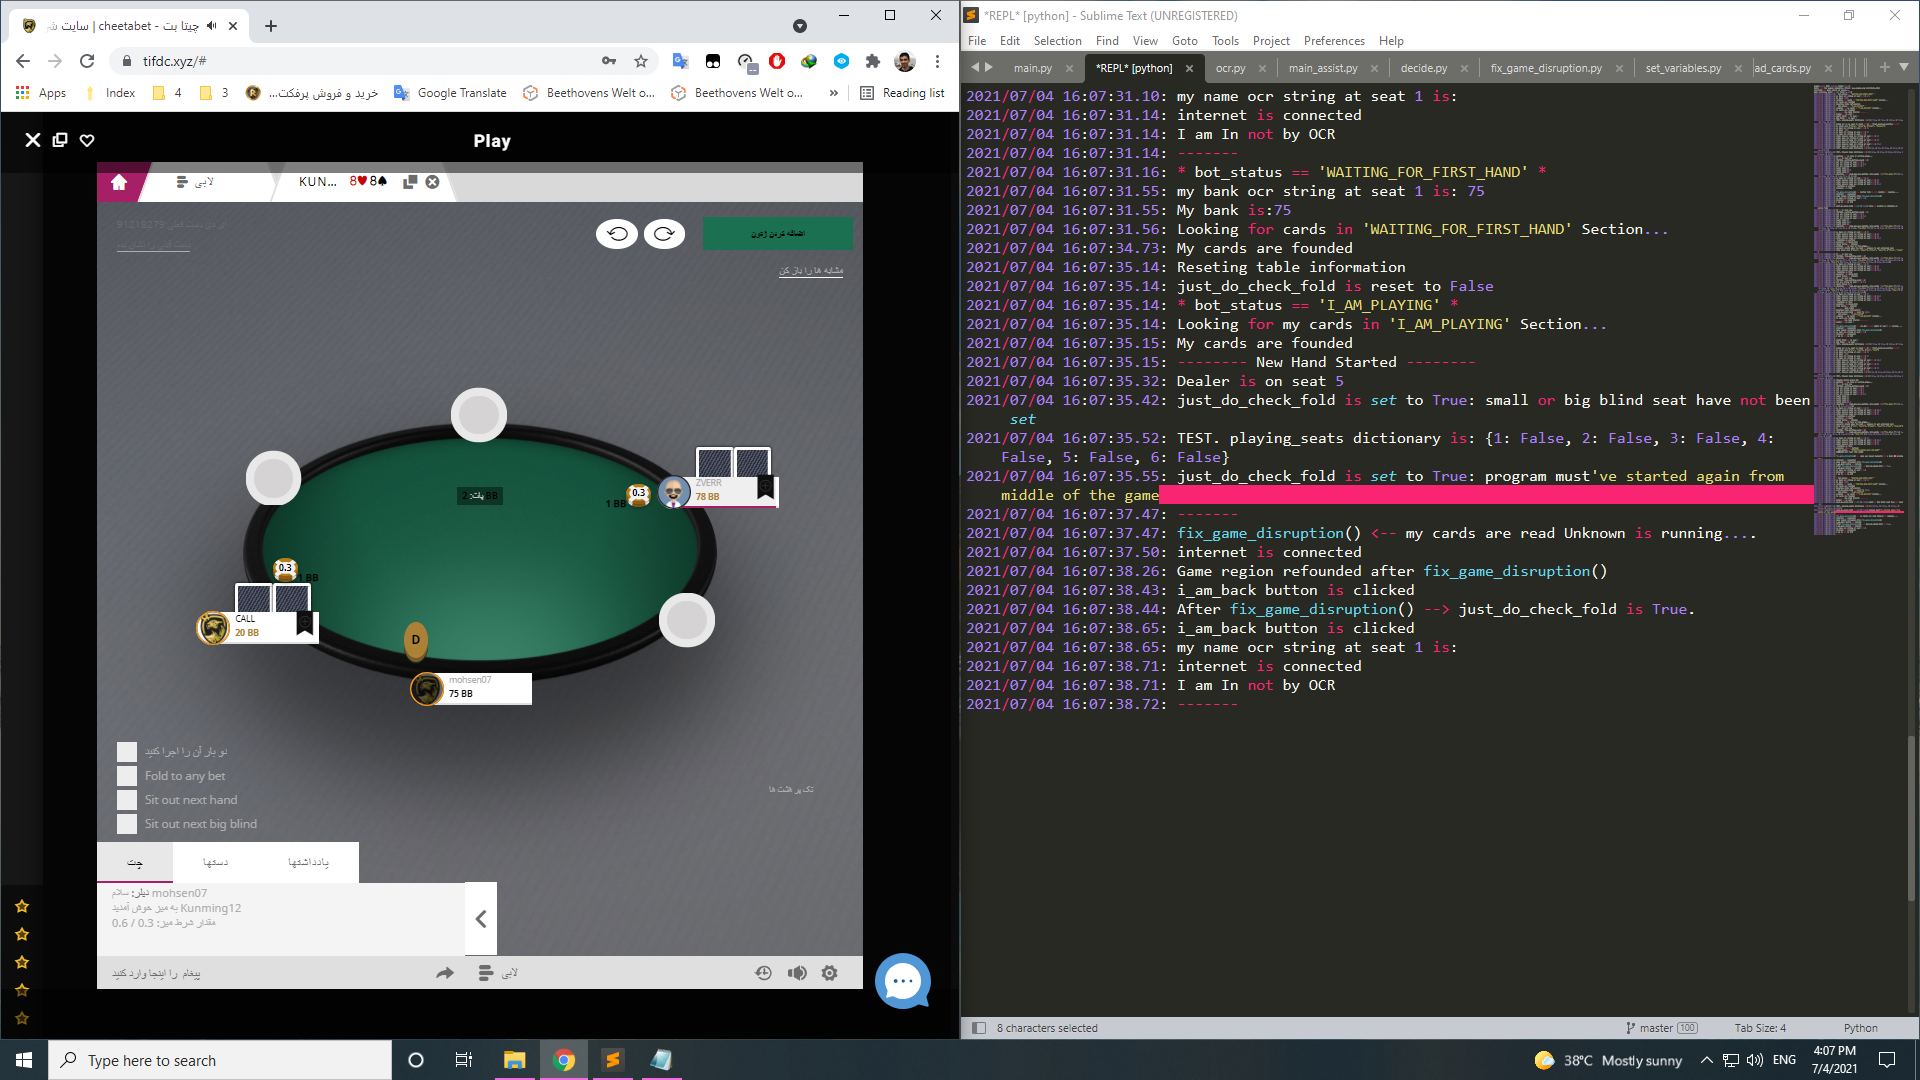 چیتا بت - cheetabet | سایت
tifdc.xyz/#
Apps
Index
4
3
خرید و فروش پرفکت...
Google Translate
Beethovens Welt o...
Beethovens Welt o...
»
Reading list
Play
لابی
KUN... 8♥8♠
91218279
اضافه کردن ژتون
مشابه ها را باز کن
پات: 2 BB
1 BB
0.3
ZVERR
78 BB
0.3
1 BB
CALL
20 BB
D
mohsen07
75 BB
دو بار آن را اجرا کنید
Fold to any bet
Sit out next hand
Sit out next big blind
تک پر هشت ها
چت
دستها
یادداشتها
دیلر: سلام mohsen07
به میز خوش آمدید Kunming12
مقدار شرط میز: 0.3 / 0.6
پیغام را اینجا وارد کنید
لابی
*REPL* [python] - Sublime Text (UNREGISTERED)
File Edit Selection Find View Goto Tools Project Preferences Help
main.py
*REPL* [python]
ocr.py
main_assist.py
decide.py
fix_game_disruption.py
set_variables.py
ad_cards.py
2021/07/04 16:07:31.10: my name ocr string at seat 1 is:
2021/07/04 16:07:31.14: internet is connected
2021/07/04 16:07:31.14: I am In not by OCR
2021/07/04 16:07:31.14: -------
2021/07/04 16:07:31.16: * bot_status == 'WAITING_FOR_FIRST_HAND' *
2021/07/04 16:07:31.55: my bank ocr string at seat 1 is: 75
2021/07/04 16:07:31.55: My bank is:75
2021/07/04 16:07:31.56: Looking for cards in 'WAITING_FOR_FIRST_HAND' Section...
2021/07/04 16:07:34.73: My cards are founded
2021/07/04 16:07:35.14: Reseting table information
2021/07/04 16:07:35.14: just_do_check_fold is reset to False
2021/07/04 16:07:35.14: * bot_status == 'I_AM_PLAYING' *
2021/07/04 16:07:35.14: Looking for my cards in 'I_AM_PLAYING' Section...
2021/07/04 16:07:35.15: My cards are founded
2021/07/04 16:07:35.15: -------- New Hand Started --------
2021/07/04 16:07:35.32: Dealer is on seat 5
2021/07/04 16:07:35.42: just_do_check_fold is set to True: small or big blind seat have not been
set
2021/07/04 16:07:35.52: TEST. playing_seats dictionary is: {1: False, 2: False, 3: False, 4:
False, 5: False, 6: False}
2021/07/04 16:07:35.55: just_do_check_fold is set to True: program must've started again from
middle of the game
2021/07/04 16:07:37.47: -------
2021/07/04 16:07:37.47: fix_game_disruption() <-- my cards are read Unknown is running....
2021/07/04 16:07:37.50: internet is connected
2021/07/04 16:07:38.26: Game region refounded after fix_game_disruption()
2021/07/04 16:07:38.43: i_am_back button is clicked
2021/07/04 16:07:38.44: After fix_game_disruption() --> just_do_check_fold is True.
2021/07/04 16:07:38.65: i_am_back button is clicked
2021/07/04 16:07:38.65: my name ocr string at seat 1 is:
2021/07/04 16:07:38.71: internet is connected
2021/07/04 16:07:38.71: I am In not by OCR
2021/07/04 16:07:38.72: -------
8 characters selected
master 100
Tab Size: 4
Python
Type here to search
38°C Mostly sunny
ENG
4:07 PM
7/4/2021